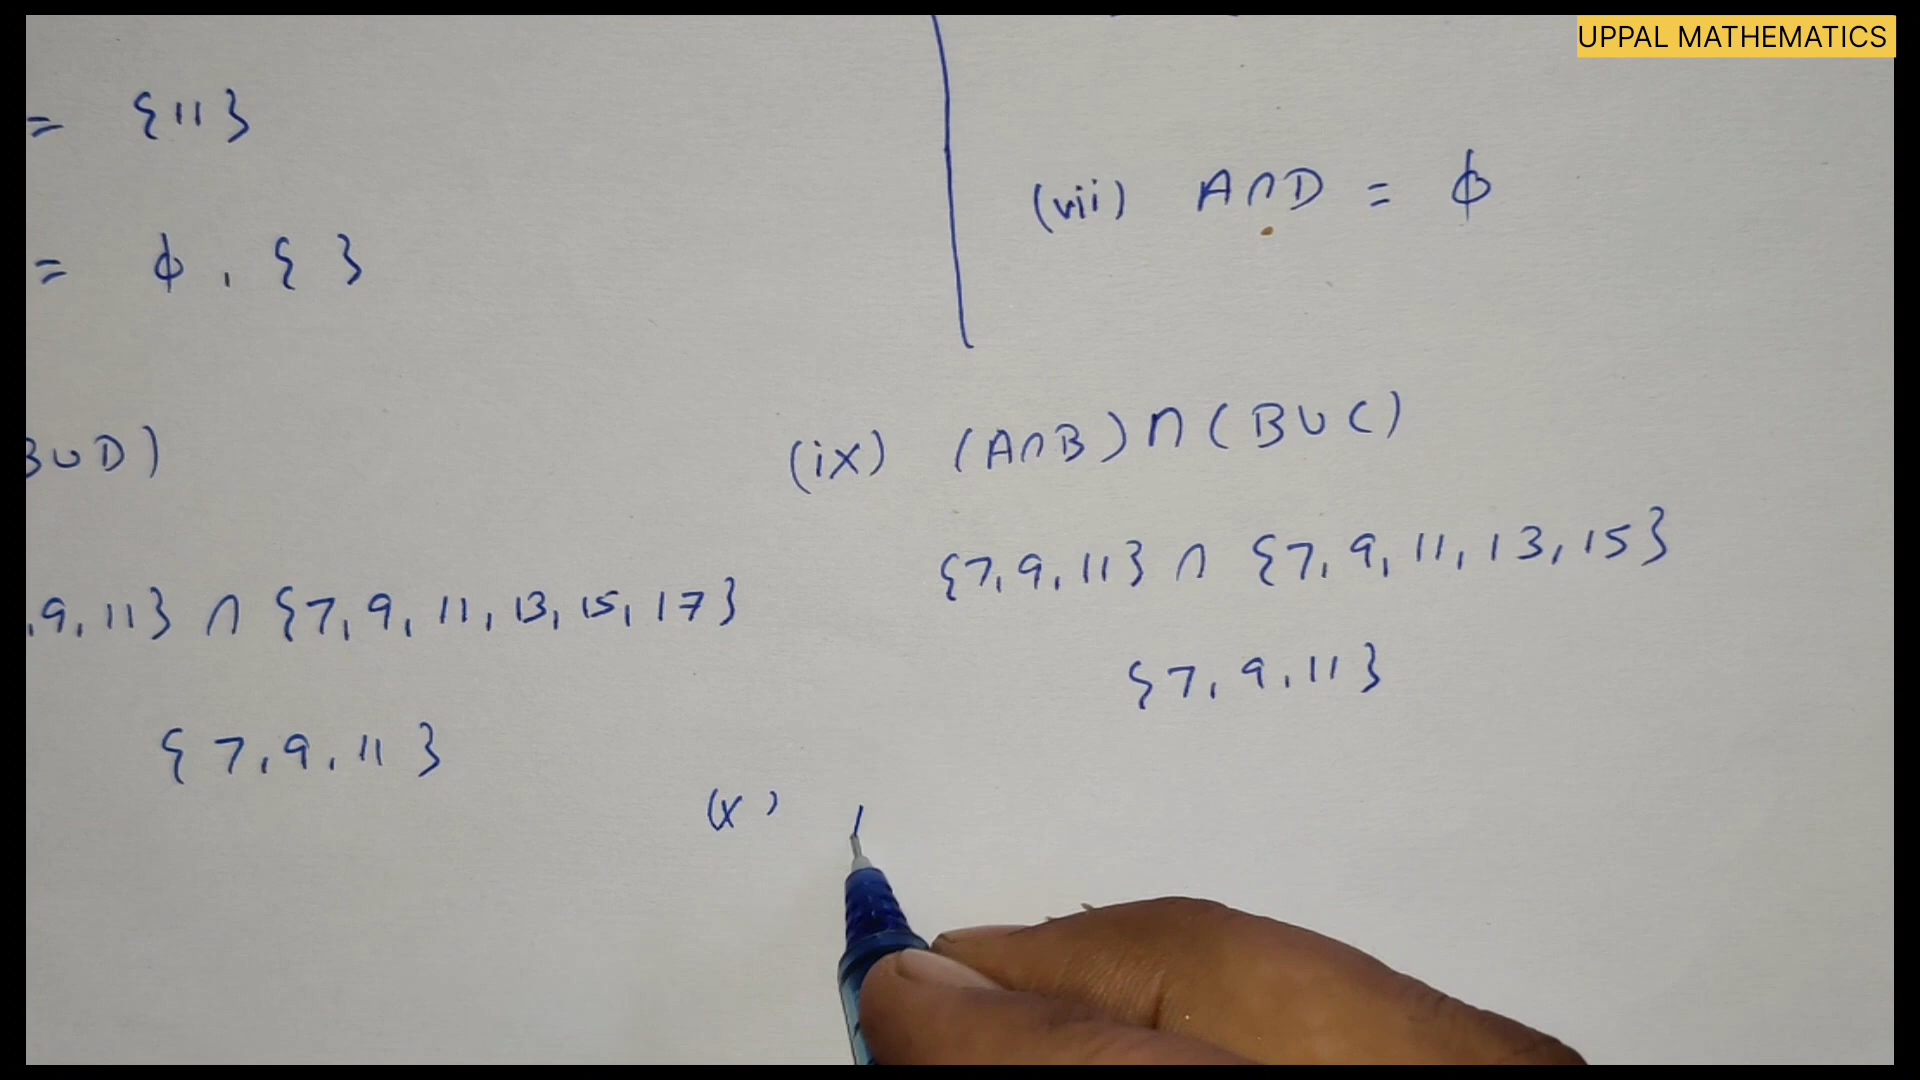 UPPAL MATHEMATICS
= {11}
= ϕ, { }
(vii) A∩D = ϕ
BUD)
,9,11} ∩ {7,9,11,13,15,17}
{7,9,11}
(ix) (A∩B)∩(B∪C)
{7,9,11} ∩ {7,9,11,13,15}
{7,9,11}
(x)